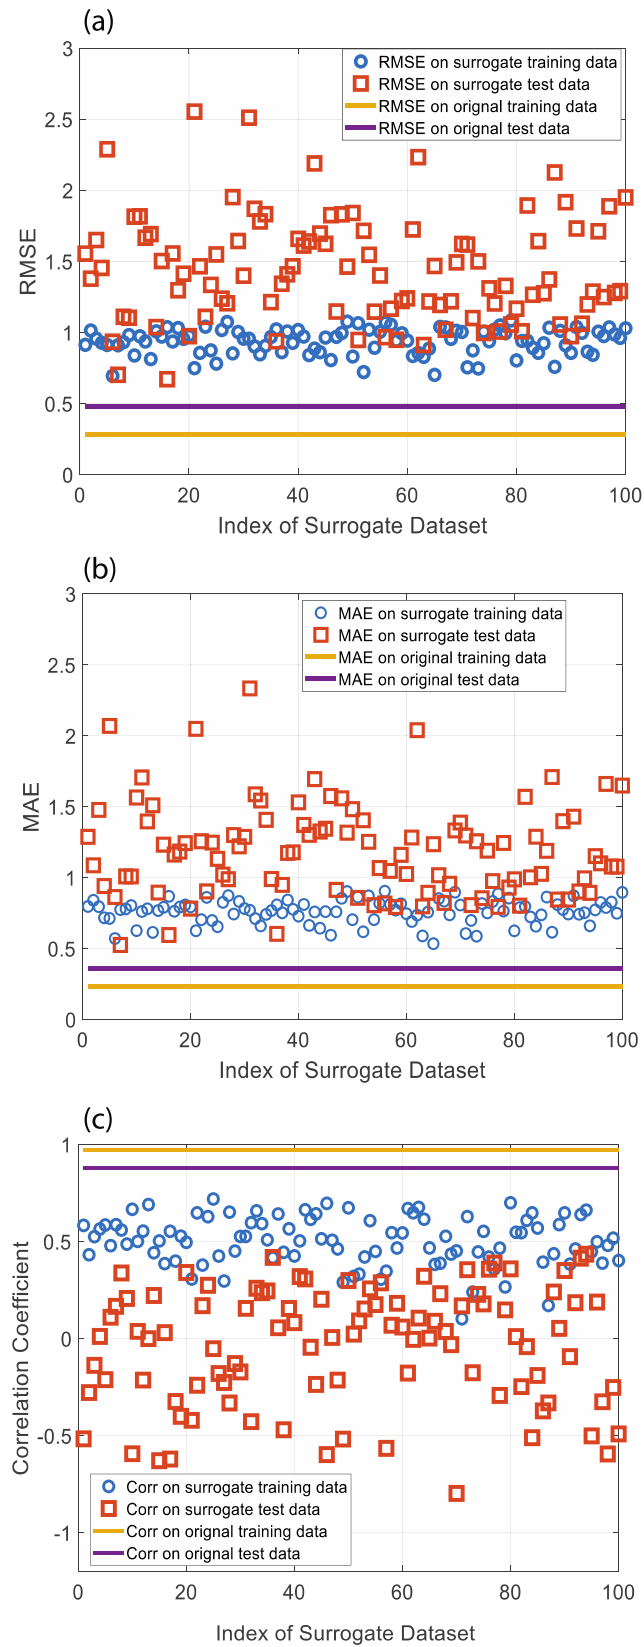 (a)
3
2.5
2
1.5
1
0.5
0
RMSE
RMSE on surrogate training data
RMSE on surrogate test data
RMSE on orignal training data
RMSE on orignal test data
0 20 40 60 80 100
Index of Surrogate Dataset
(b)
3
2.5
2
1.5
1
0.5
0
MAE
MAE on surrogate training data
MAE on surrogate test data
MAE on original training data
MAE on original test data
0 20 40 60 80 100
Index of Surrogate Dataset
(c)
1
0.5
0
-0.5
-1
Correlation Coefficient
Corr on surrogate training data
Corr on surrogate test data
Corr on orignal training data
Corr on orignal test data
0 20 40 60 80 100
Index of Surrogate Dataset